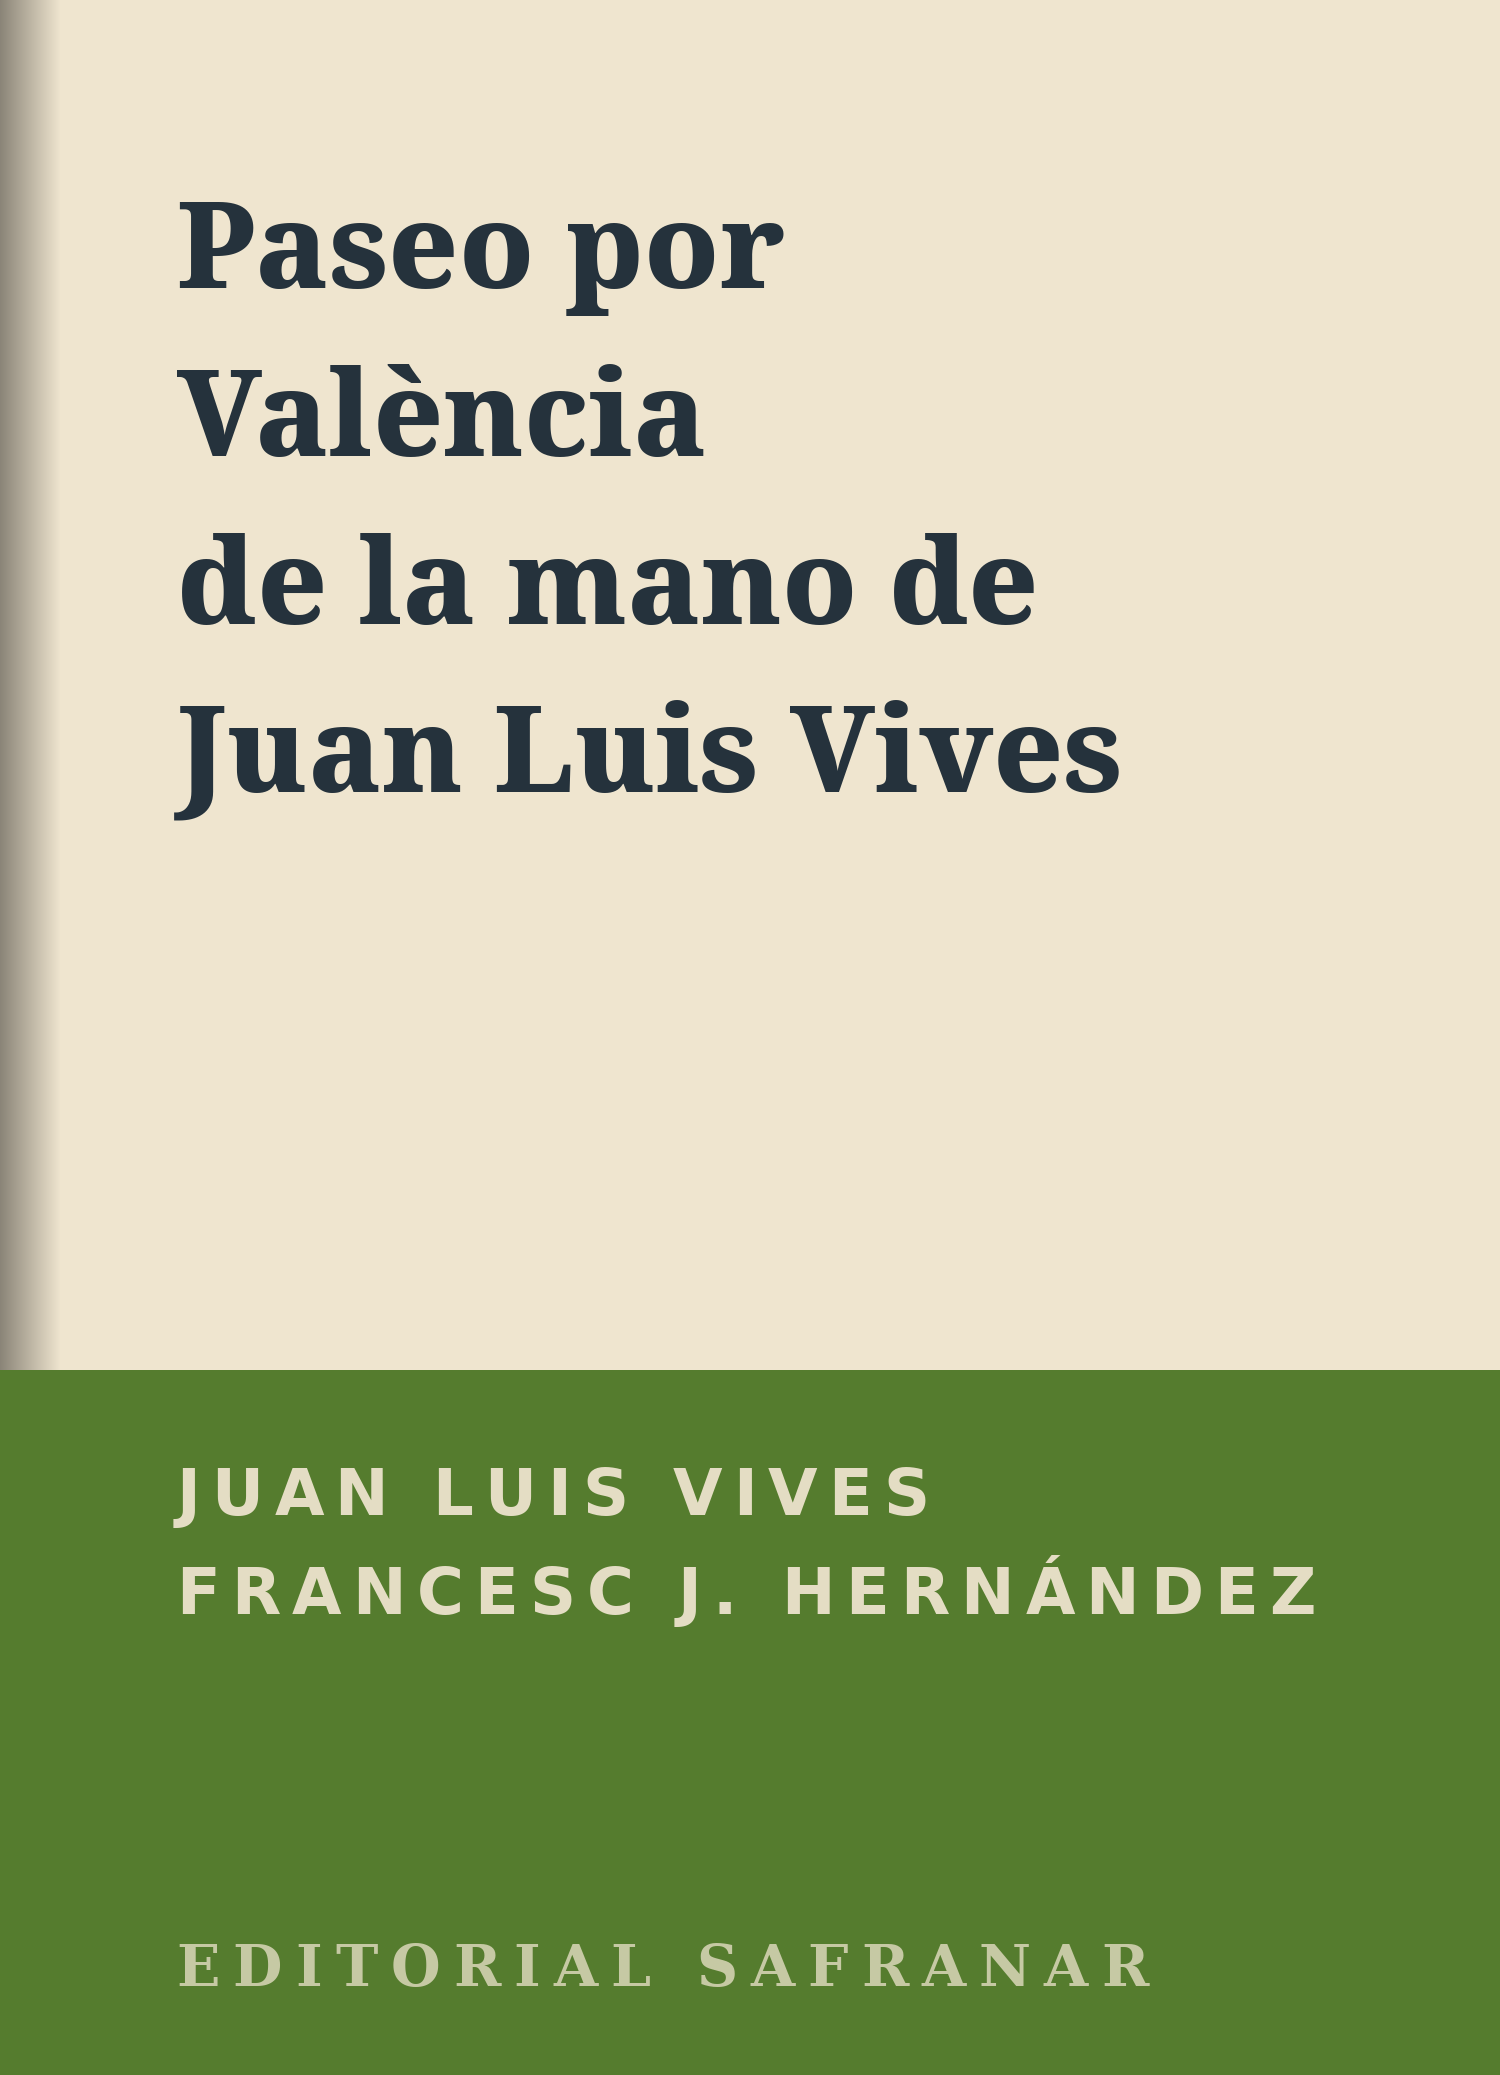 Paseo por
València
de la mano de
Juan Luis Vives
JUAN LUIS VIVES
FRANCESC J. HERNÁNDEZ
EDITORIAL SAFRANAR